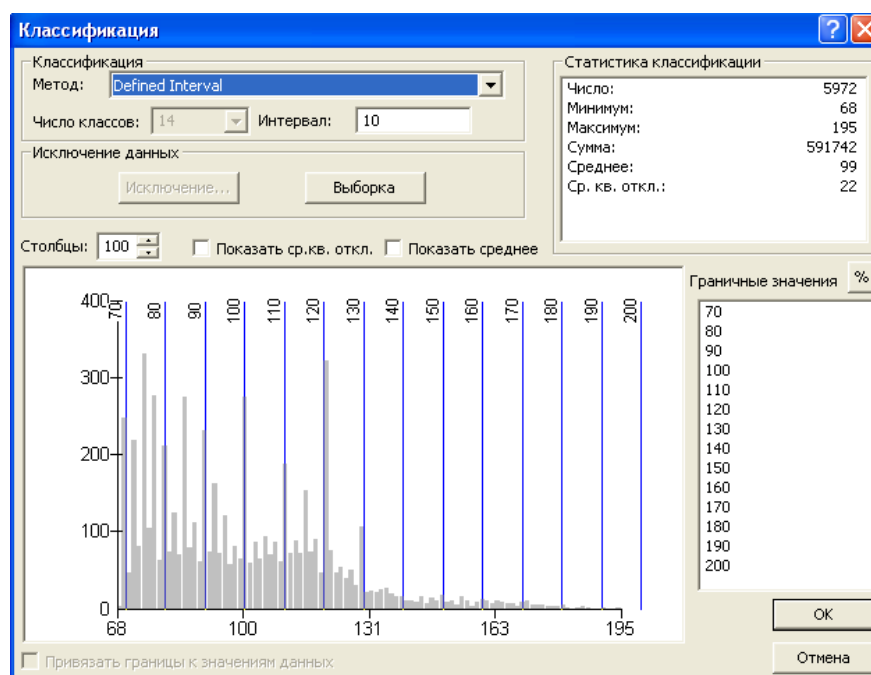 Классификация
Классификация
Метод: Defined Interval
Число классов: 14 Интервал: 10
Исключение данных
Исключение... Выборка
Статистика классификации
Число: 5972
Минимум: 68
Максимум: 195
Сумма: 591742
Среднее: 99
Ср. кв. откл.: 22
Столбцы: 100 Показать ср.кв. откл. Показать среднее
Граничные значения %
70
80
90
100
110
120
130
140
150
160
170
180
190
200
70 80 90 100 110 120 130 140 150 160 170 180 190 200
400
300
200
100
0
68 100 131 163 195
Привязать границы к значениям данных
OK
Отмена